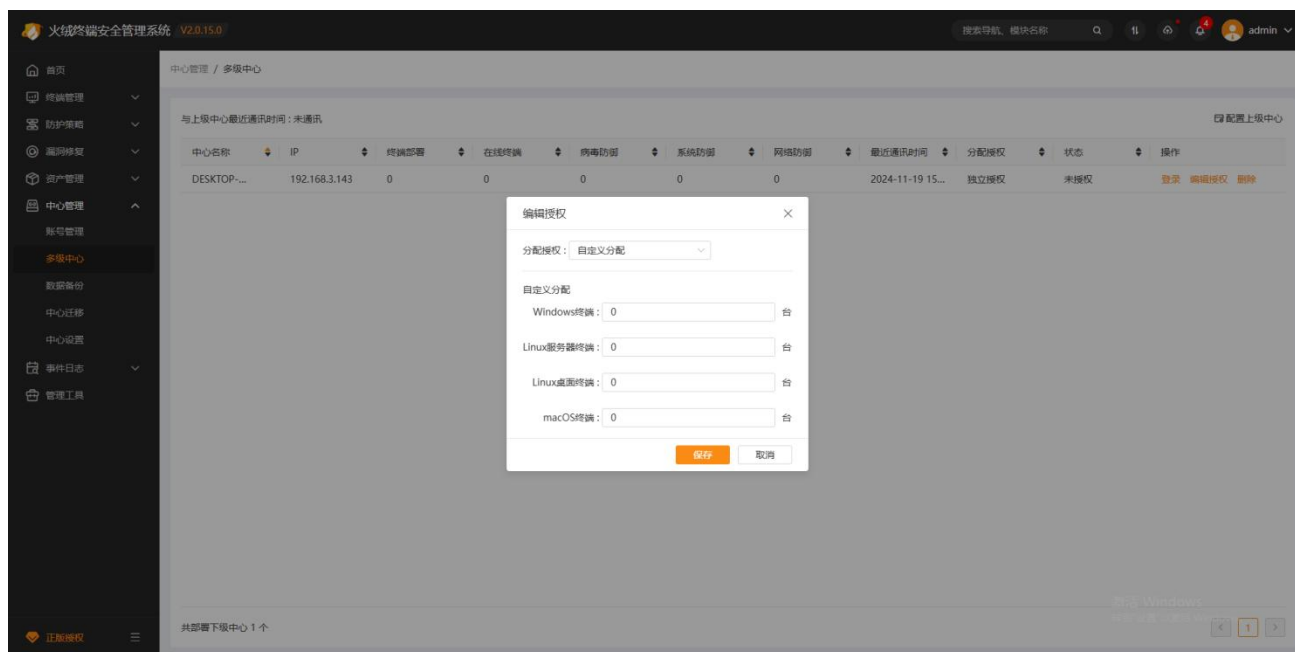 火绒终端安全管理系统 V2.0.15.0 搜索导航、模块名称 4 admin
首页
终端管理
防护策略
漏洞修复
资产管理
中心管理
账号管理
多级中心
数据备份
中心迁移
中心设置
事件日志
管理工具
正版授权
中心管理 / 多级中心
与上级中心最近通讯时间：未通讯 配置上级中心
中心名称 IP 终端部署 在线终端 病毒防御 系统防御 网络防御 最近通讯时间 分配授权 状态 操作
DESKTOP-... 192.168.3.143 0 0 0 0 0 2024-11-19 15... 独立授权 未授权 登录 编辑授权 删除
编辑授权
分配授权： 自定义分配
自定义分配
Windows终端： 0 台
Linux服务器终端： 0 台
Linux桌面终端： 0 台
macOS终端： 0 台
保存 取消
激活 Windows
共部署下级中心 1 个 1